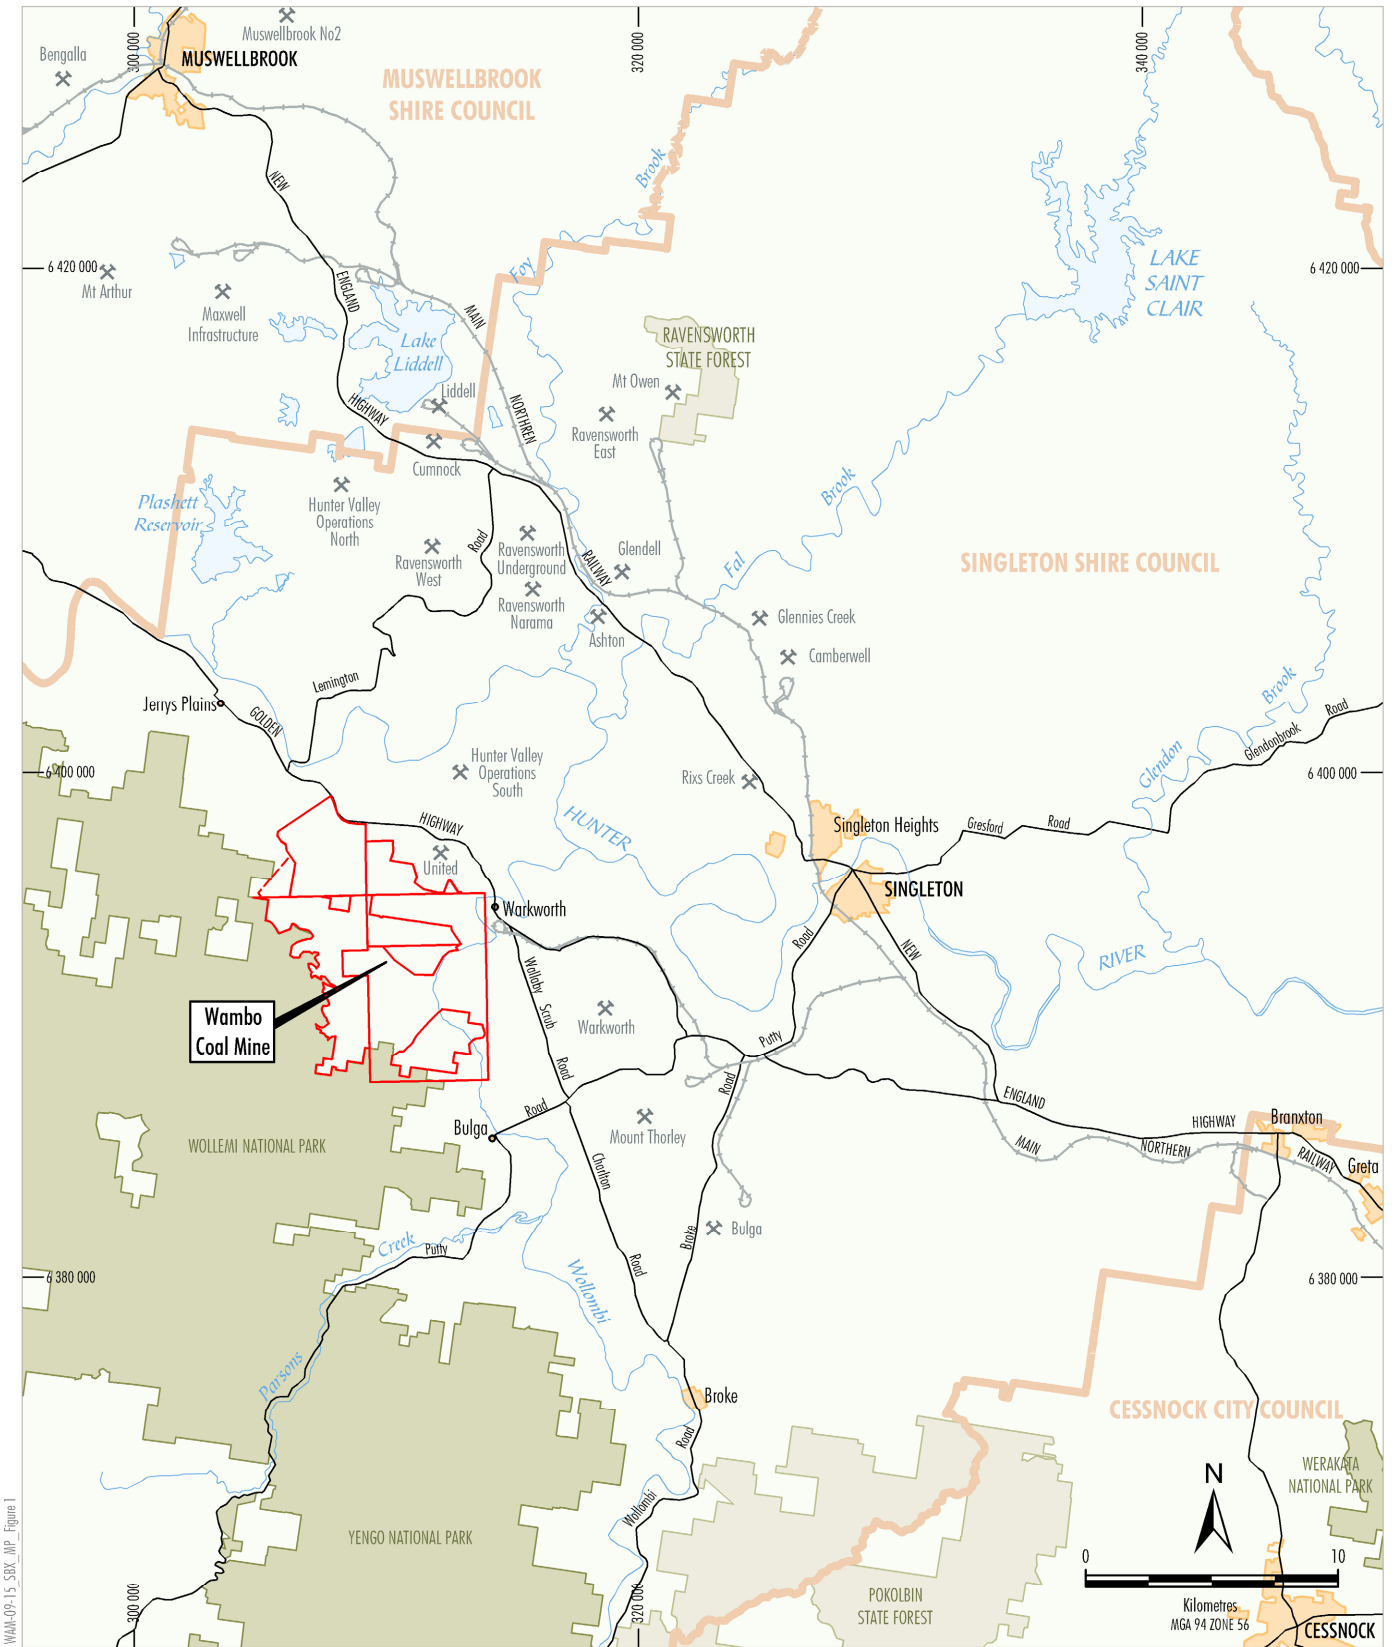 300 000
320 000
340 000
Muswellbrook No2
Bengalla
MUSWELLBROOK
MUSWELLBROOK
SHIRE COUNCIL
NEW
Brook
Foy
6 420 000
6 420 000
Mt Arthur
Maxwell
Infrastructure
ENGLAND
MAIN
LAKE
SAINT
CLAIR
Lake
Liddell
RAVENSWORTH
STATE FOREST
Mt Owen
Liddell
HIGHWAY
NORTHREN
Ravensworth
East
Cumnock
Plashett
Reservoir
Hunter Valley
Operations
North
Brook
Road
Ravensworth
West
Ravensworth
Underground
Glendell
RAILWAY
Fal
SINGLETON SHIRE COUNCIL
Ravensworth
Narama
Ashton
Glennies Creek
Camberwell
Lemington
Jerrys Plains
GOLDEN
Brook
Road
Glendonbrook
Glendon
6 400 000
6 400 000
Hunter Valley
Operations
South
Rixs Creek
HIGHWAY
HUNTER
Singleton Heights
Gresford
Road
United
SINGLETON
Warkworth
Road
NEW
RIVER
Wallaby
Scrub
Road
Wambo
Coal Mine
Warkworth
Putty
Road
ENGLAND
HIGHWAY
Branxton
Road
Bulga
Mount Thorley
MAIN
NORTHERN
RAILWAY
Greta
WOLLEMI NATIONAL PARK
Charlton
Road
Broke
Bulga
Creek
Putty
6 380 000
6 380 000
Wollombi
Parsons
Broke
Road
CESSNOCK CITY COUNCIL
WERAKATA
NATIONAL PARK
N
Wollombi
YENGO NATIONAL PARK
0
10
Kilometres
MGA 94 ZONE 56
POKOLBIN
STATE FOREST
300 000
320 000
CESSNOCK
WAM-09-15_SBX_MP_Figure 1